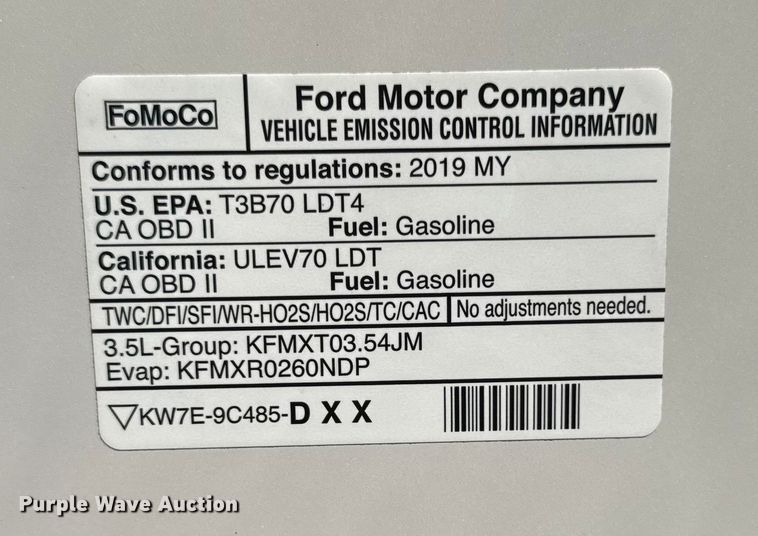 FoMoCo
Ford Motor Company
VEHICLE EMISSION CONTROL INFORMATION
Conforms to regulations: 2019 MY
U.S. EPA: T3B70 LDT4
CA OBD II Fuel: Gasoline
California: ULEV70 LDT
CA OBD II Fuel: Gasoline
TWC/DFI/SFI/WR-HO2S/HO2S/TC/CAC No adjustments needed.
3.5L-Group: KFMXT03.54JM
Evap: KFMXR0260NDP
KW7E-9C485-D X X
Purple Wave Auction